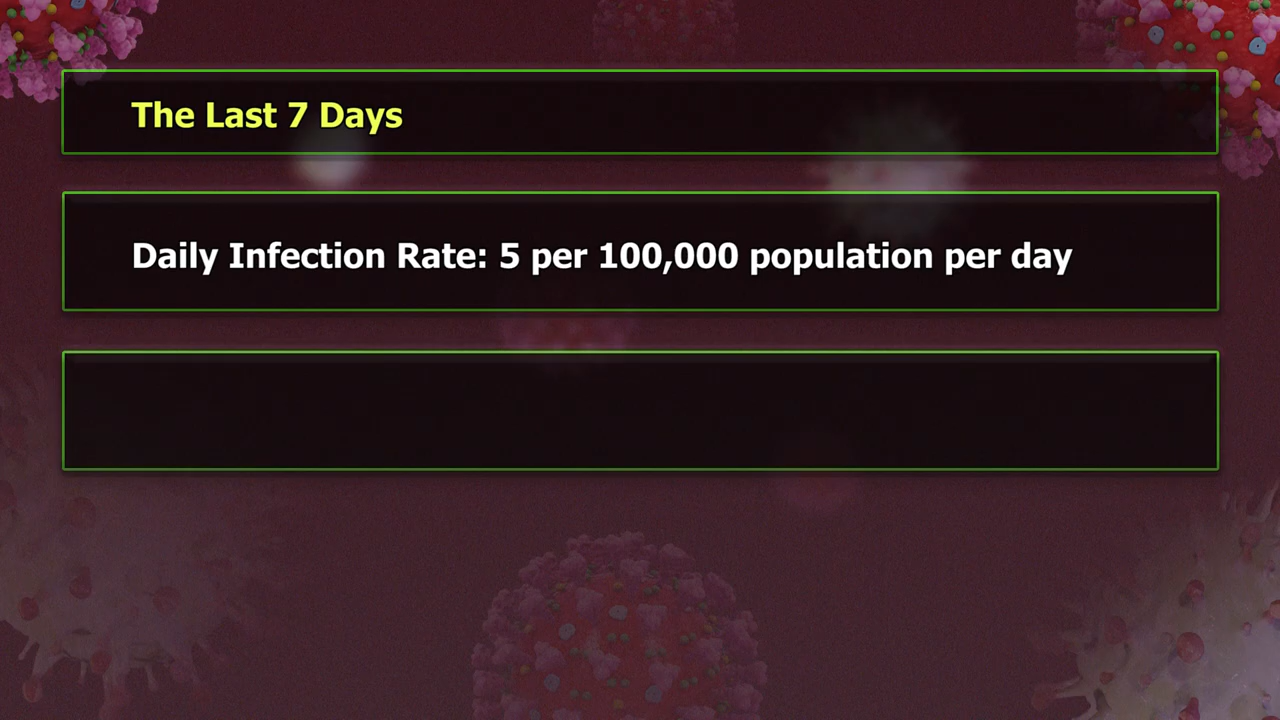 The Last 7 Days
Daily Infection Rate: 5 per 100,000 population per day